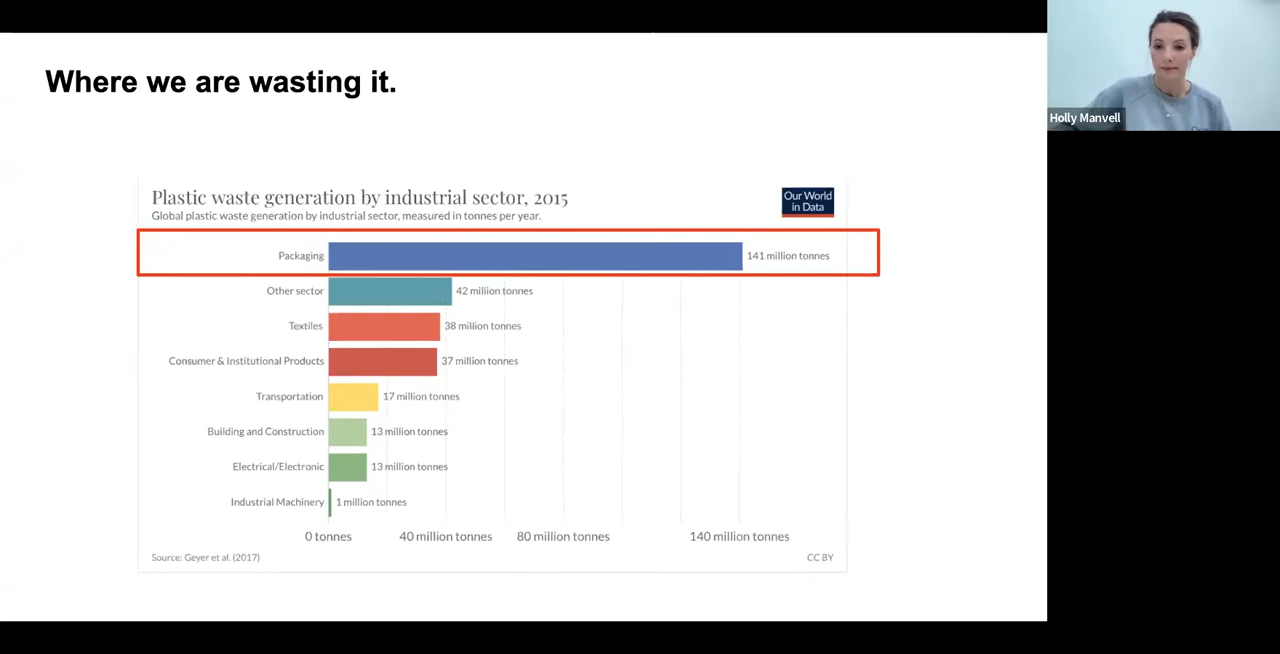 Where we are wasting it.
Holly Manvell
Plastic waste generation by industrial sector, 2015
Global plastic waste generation by industrial sector, measured in tonnes per year.
Our World
in Data
Packaging 141 million tonnes
Other sector 42 million tonnes
Textiles 38 million tonnes
Consumer & Institutional Products 37 million tonnes
Transportation 17 million tonnes
Building and Construction 13 million tonnes
Electrical/Electronic 13 million tonnes
Industrial Machinery 1 million tonnes
0 tonnes 40 million tonnes 80 million tonnes 140 million tonnes
Source: Geyer et al. (2017) CC BY